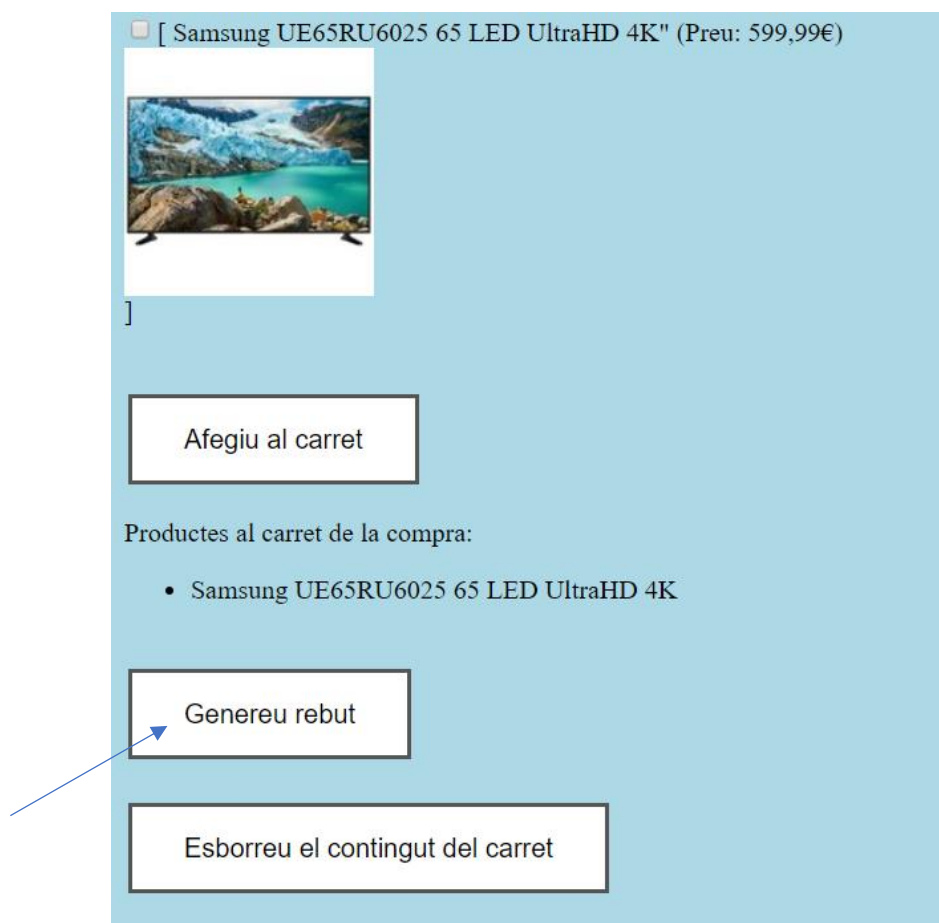 [ Samsung UE65RU6025 65 LED UltraHD 4K" (Preu: 599,99€)
]
Afegiu al carret
Productes al carret de la compra:
• Samsung UE65RU6025 65 LED UltraHD 4K
Genereu rebut
Esborreu el contingut del carret